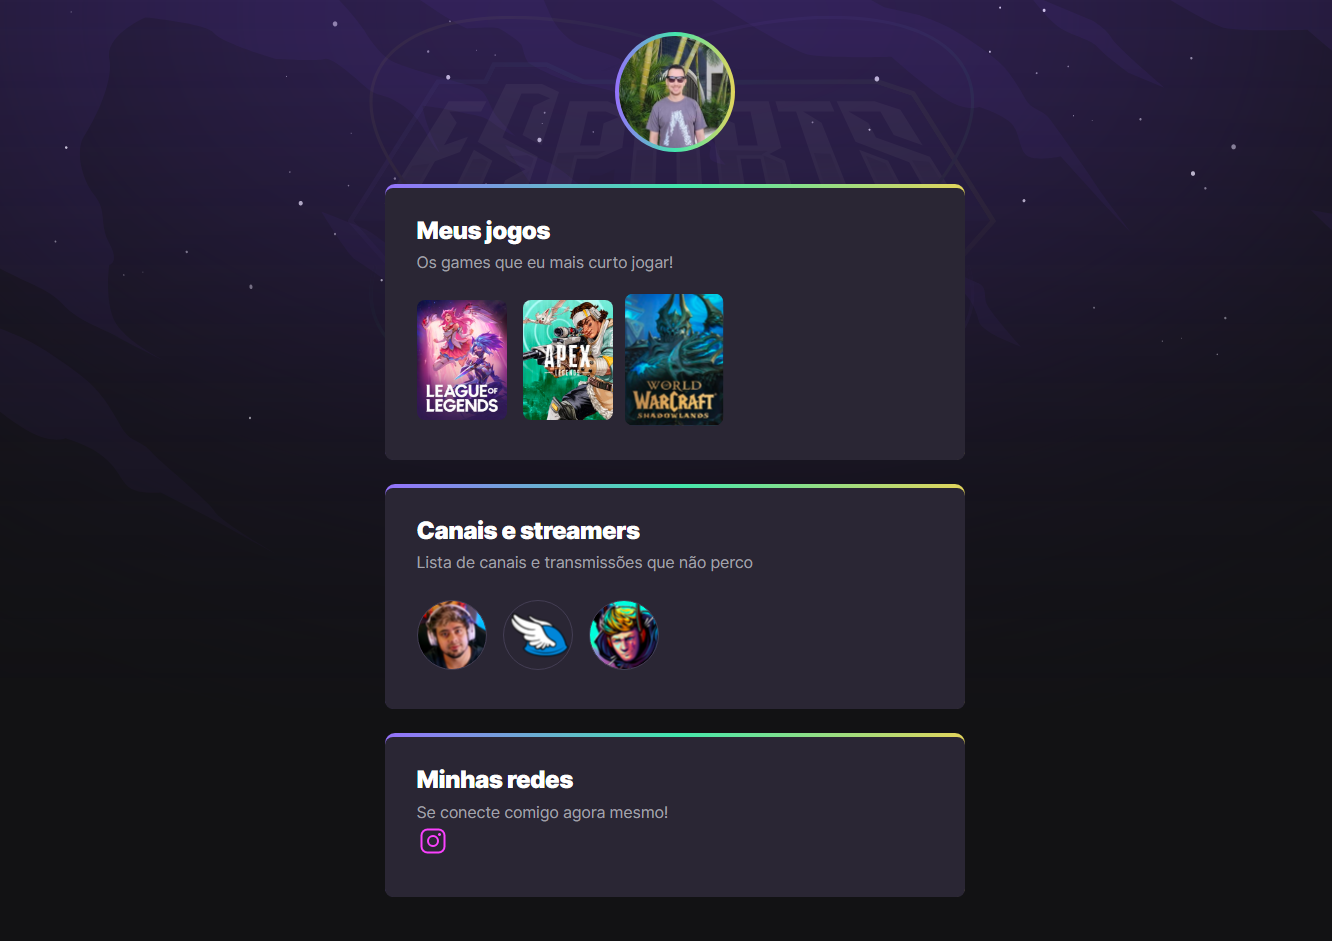 ESPORTS
Meus jogos
Os games que eu mais curto jogar!
LEAGUE OF
LEGENDS
APEX
LEGENDS
WORLD
OF
WARCRAFT
SHADOWLANDS
Canais e streamers
Lista de canais e transmissões que não perco
Minhas redes
Se conecte comigo agora mesmo!